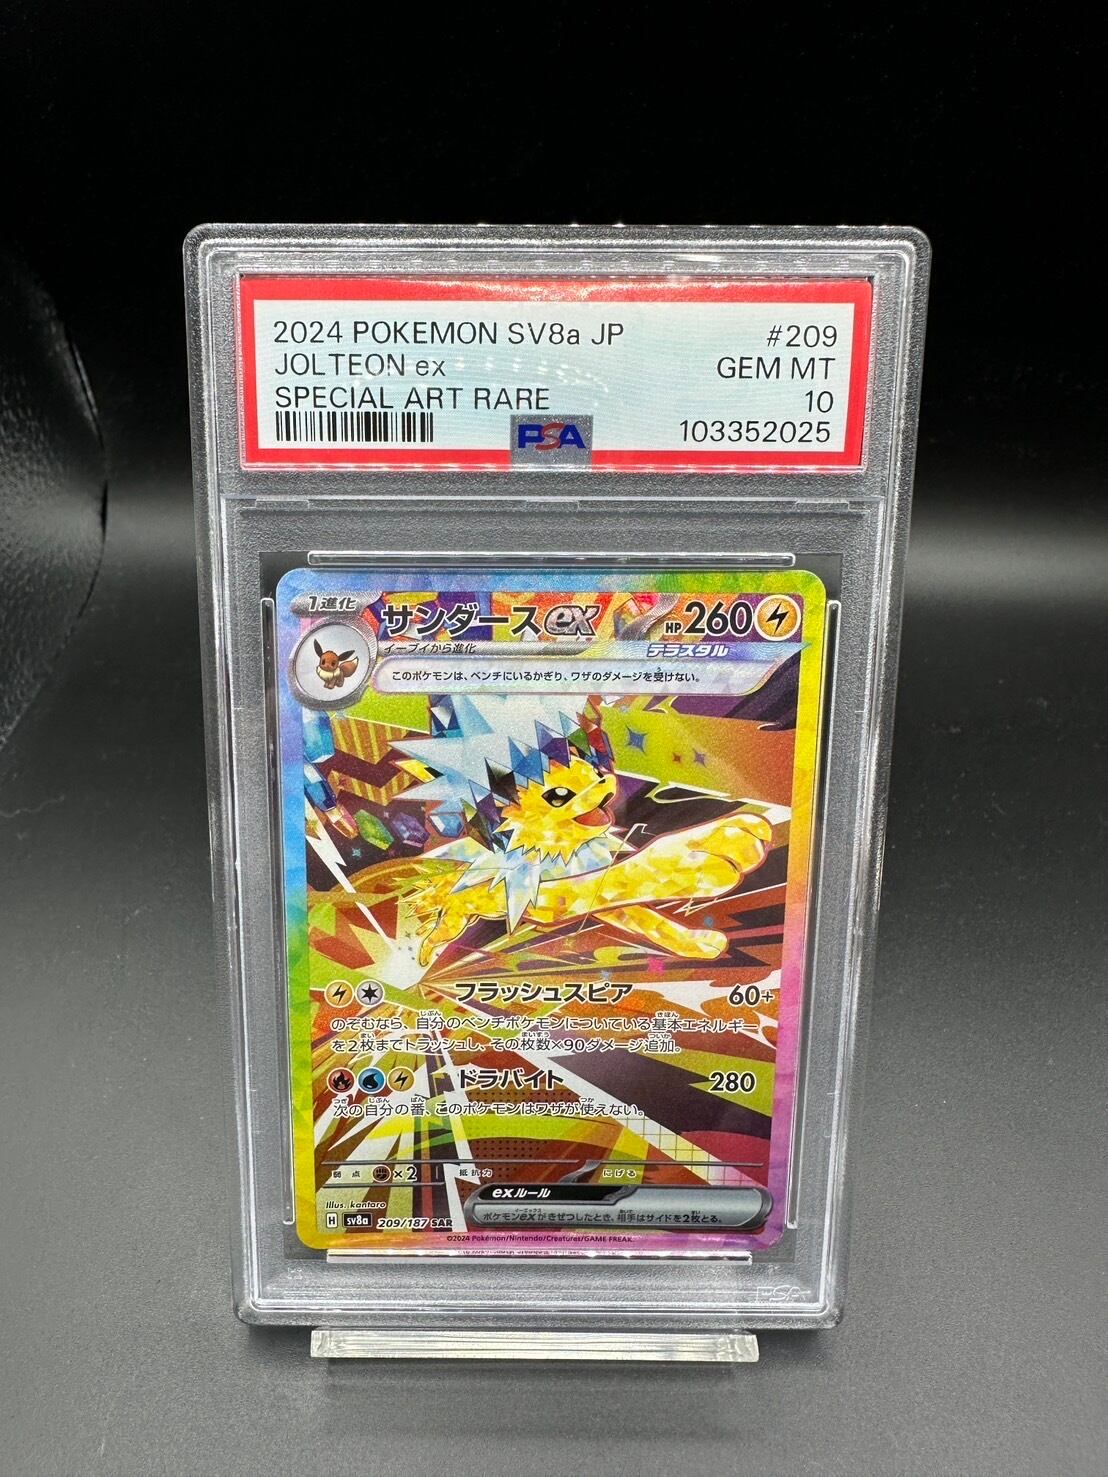 2024 POKEMON SV8a JP #209
JOLTEON ex GEM MT
SPECIAL ART RARE 10
PSA 103352025
1進化 サンダースex HP260
イーブイから進化 テラスタル
このポケモンは、ベンチにいるかぎり、ワザのダメージを受けない。
フラッシュスピア 60+
のぞむなら、自分のベンチポケモンについている基本エネルギー
を2枚までトラッシュし、その枚数×90ダメージ追加。
ドラバイト 280
次の自分の番、このポケモンはワザが使えない。
弱点 ×2 抵抗力 にげる
exルール
ポケモンexがきぜつしたとき、相手はサイドを2枚とる。
Illus. kantaro
H sv8a 209/187 SAR
©2024 Pokémon/Nintendo/Creatures/GAME FREAK.
PSA